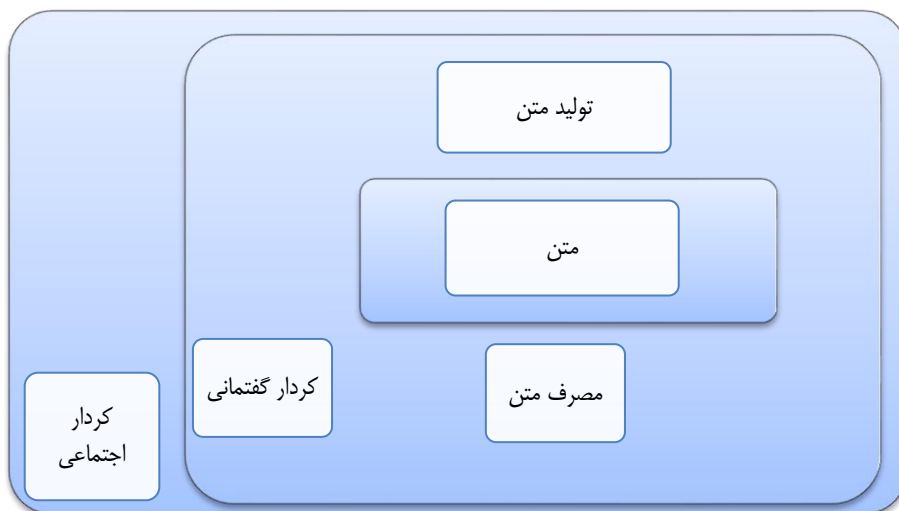 تولید متن
متن
مصرف متن
کردار گفتمانی
کردار
اجتماعی